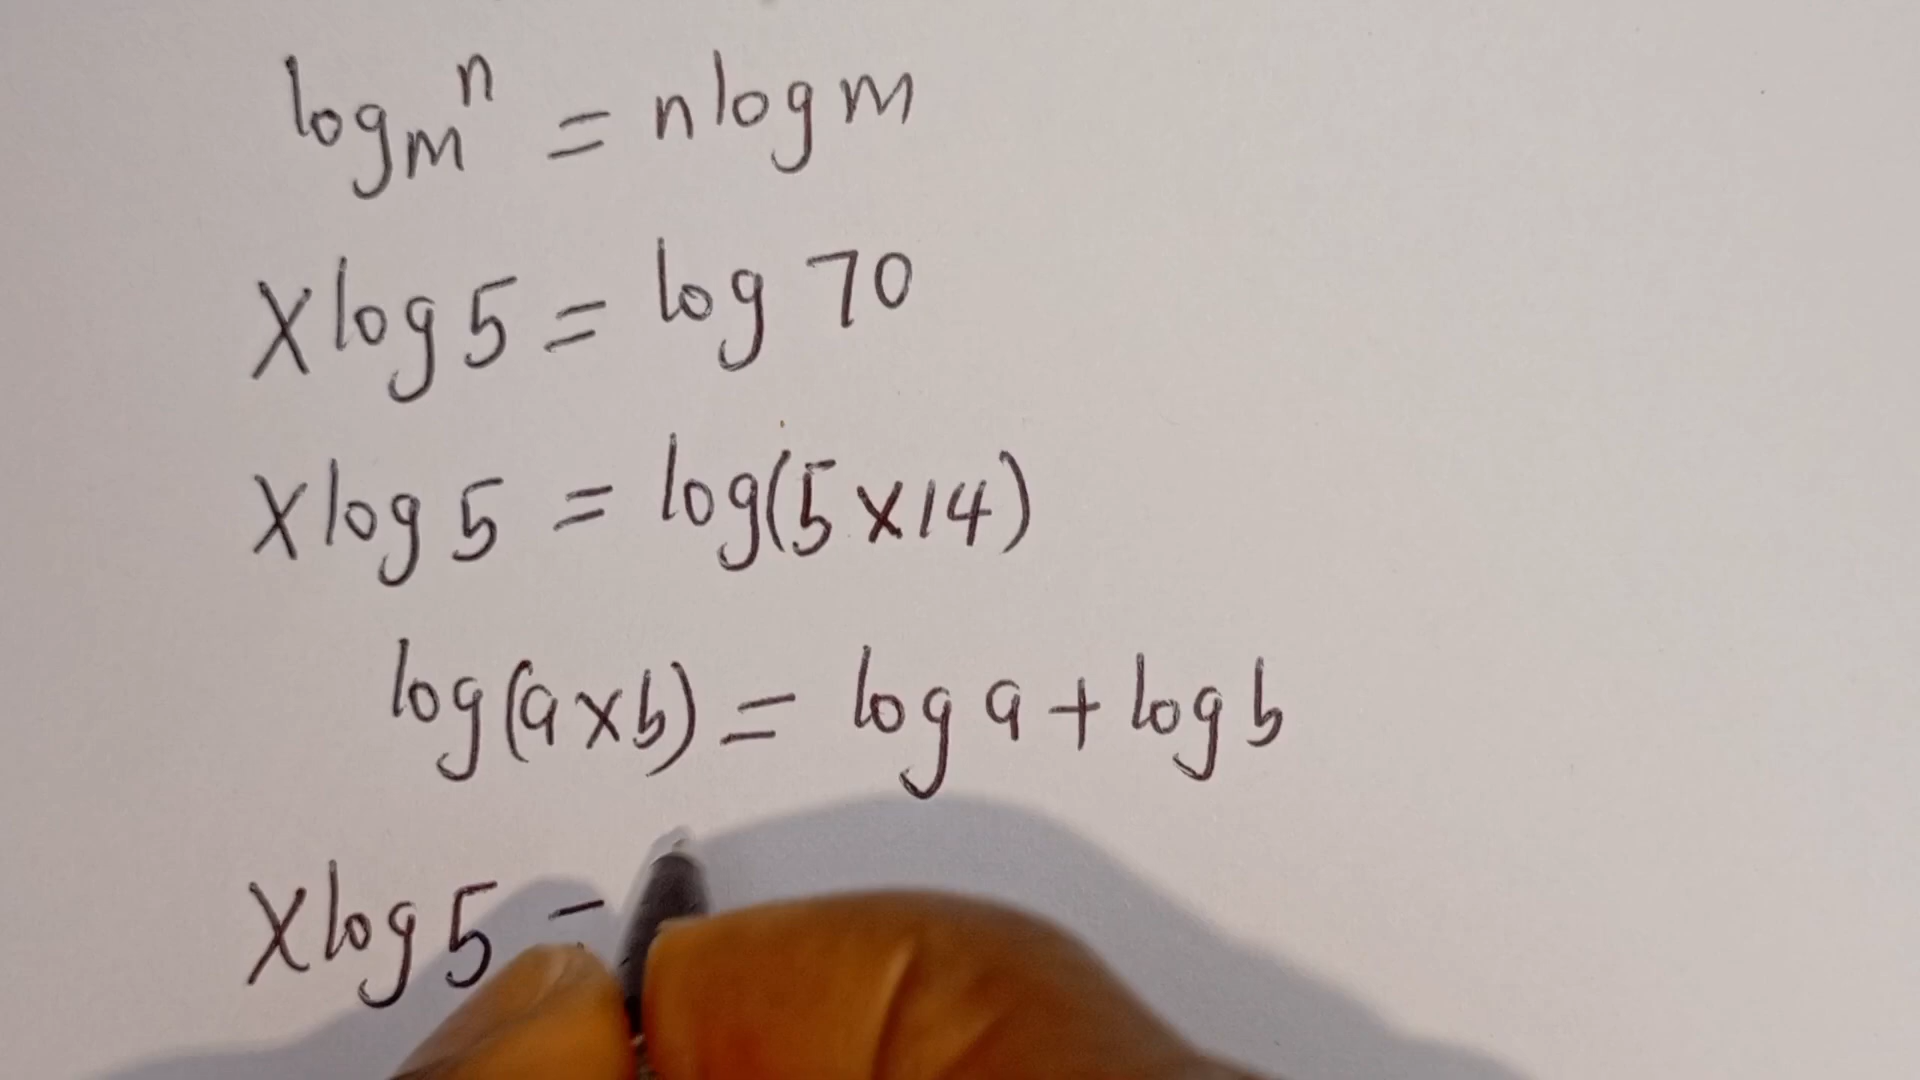 log m^n = n log m
x log 5 = log 70
x log 5 = log(5 × 14)
log(a × b) = log a + log b
x log 5 =